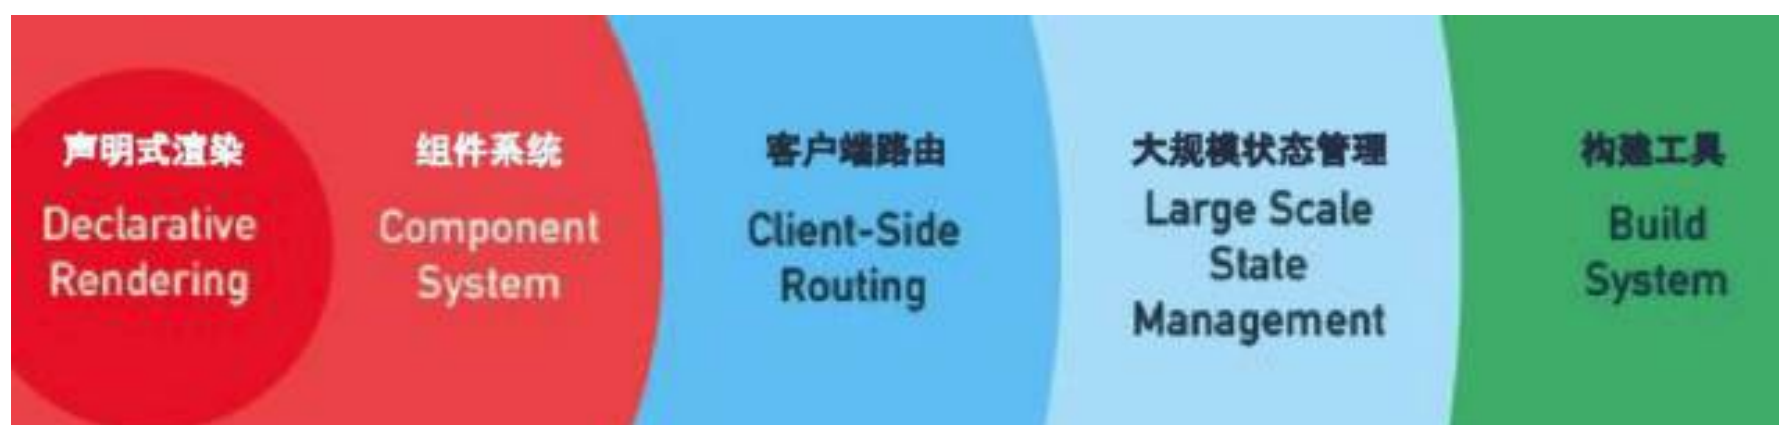 声明式渲染
Declarative
Rendering
组件系统
Component
System
客户端路由
Client-Side
Routing
大规模状态管理
Large Scale
State
Management
构建工具
Build
System